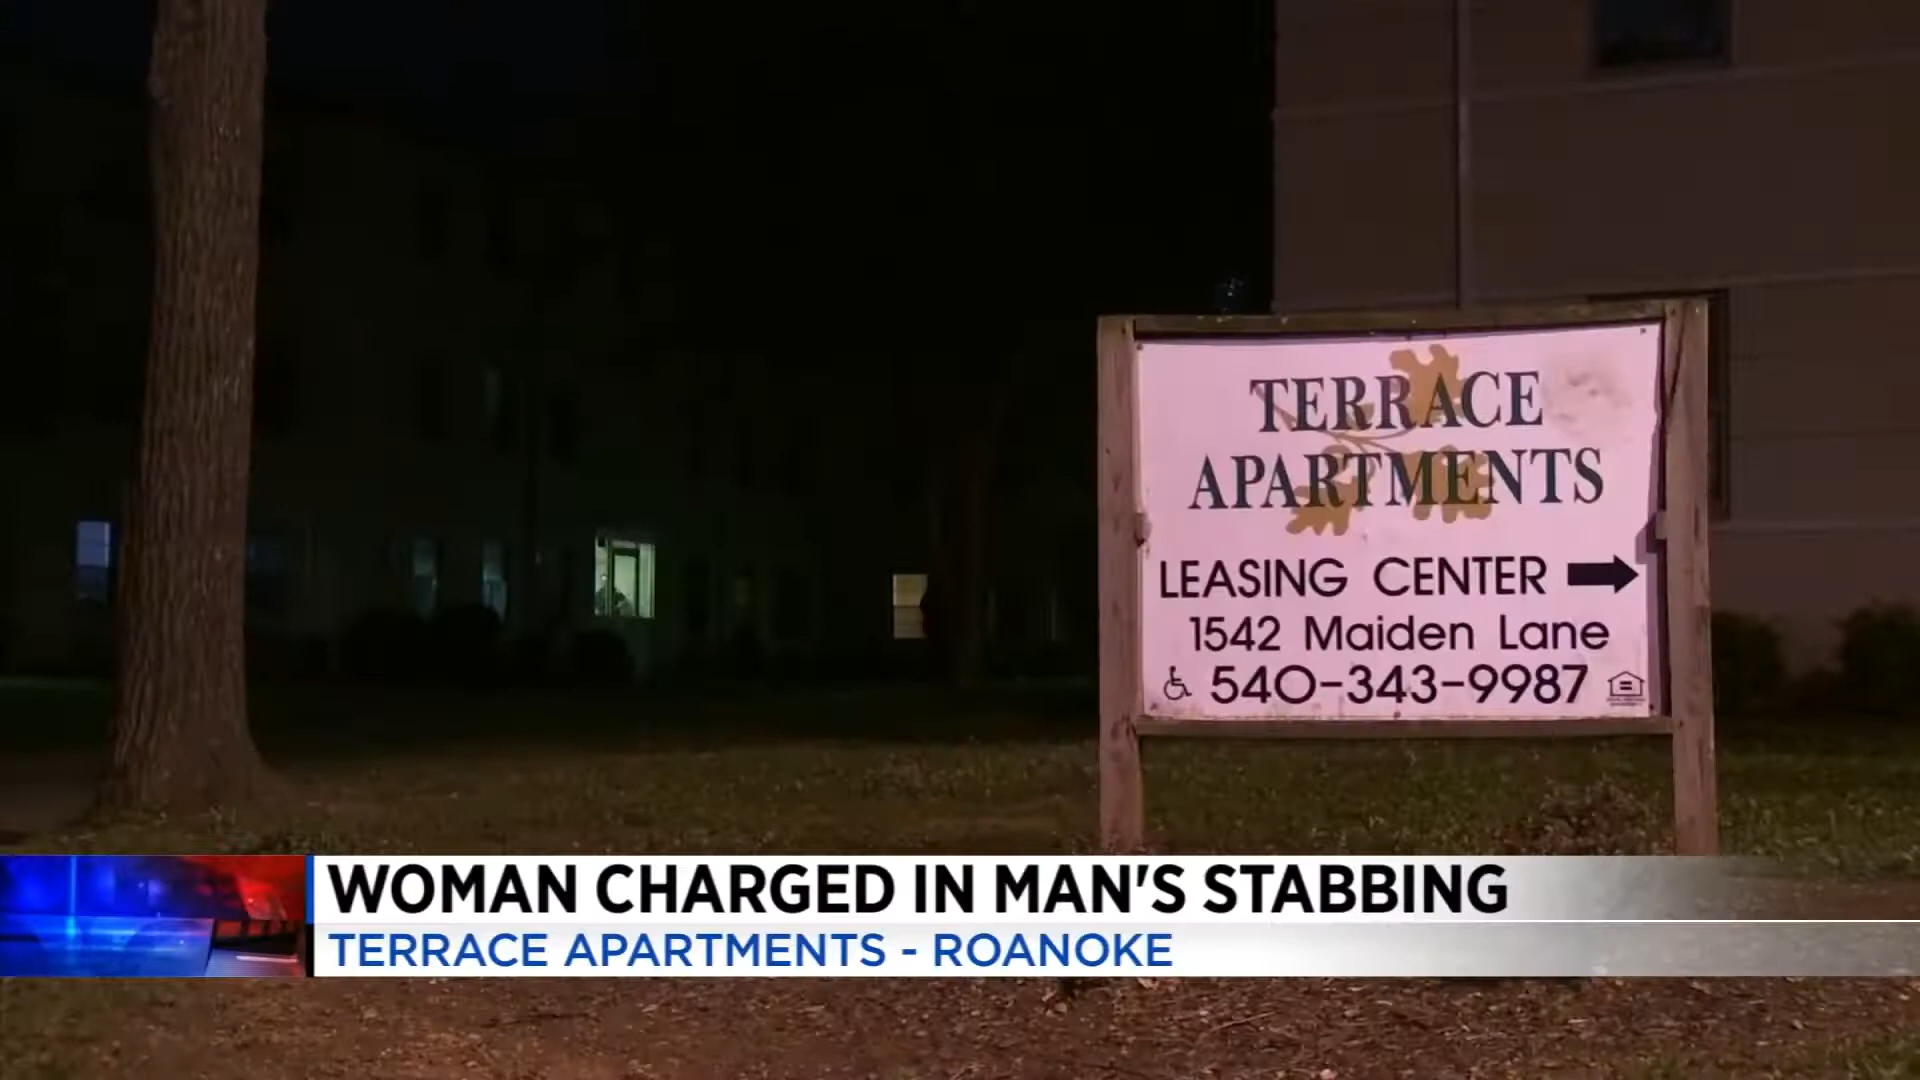 TERRACE
APARTMENTS
LEASING CENTER
1542 Maiden Lane
540-343-9987
WOMAN CHARGED IN MAN'S STABBING
TERRACE APARTMENTS - ROANOKE